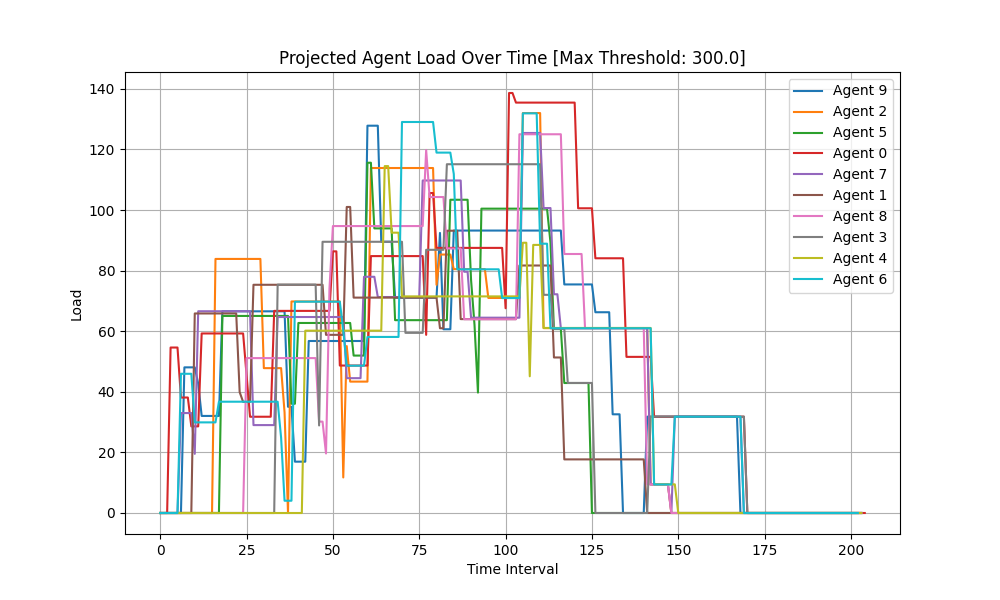 Projected Agent Load Over Time [Max Threshold: 300.0]
Load
140
120
100
80
60
40
20
0
0 25 50 75 100 125 150 175 200
Time Interval
Agent 9
Agent 2
Agent 5
Agent 0
Agent 7
Agent 1
Agent 8
Agent 3
Agent 4
Agent 6